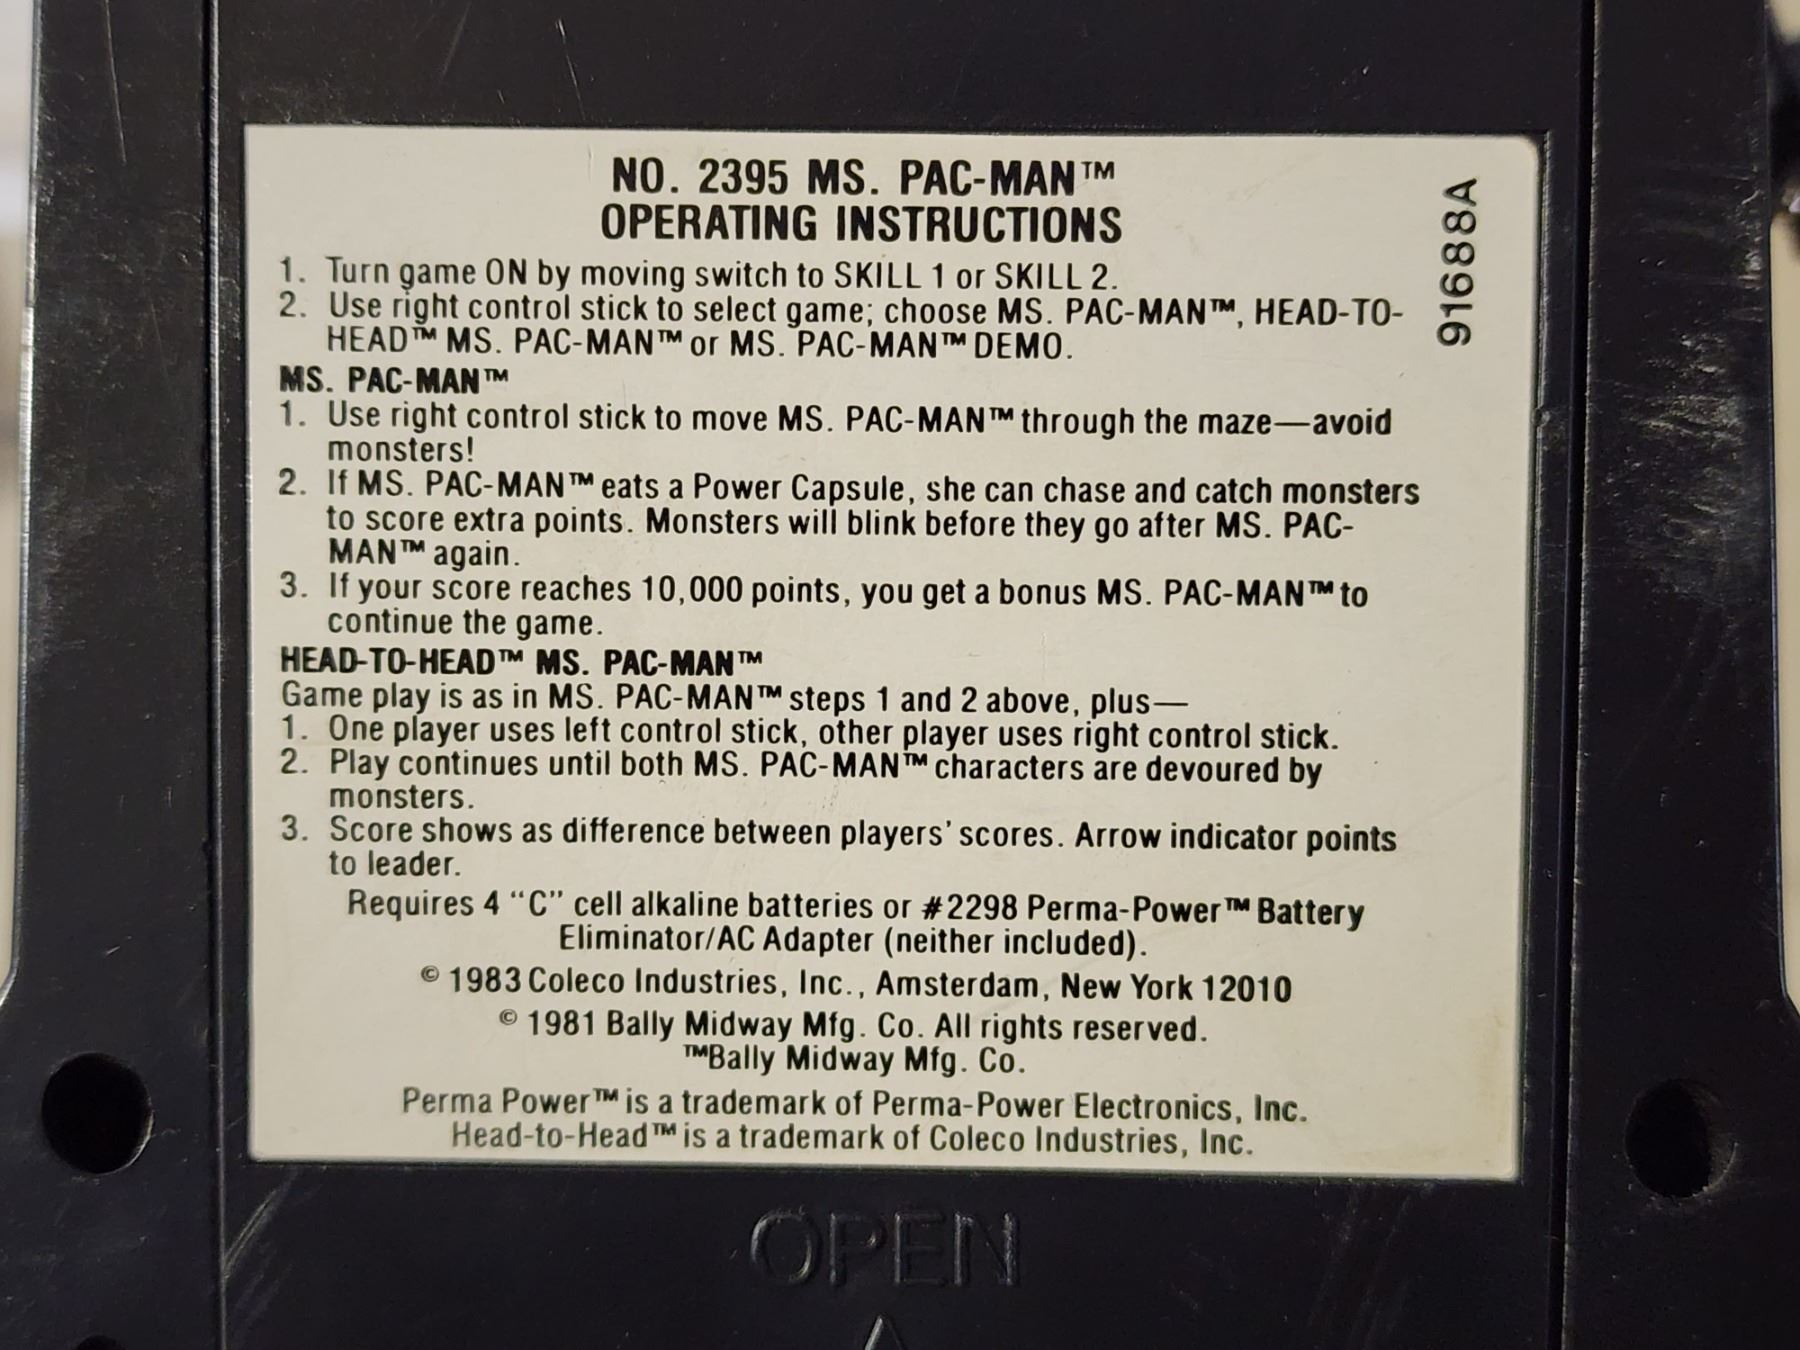 NO. 2395 MS. PAC-MAN™
OPERATING INSTRUCTIONS
91688A
1. Turn game ON by moving switch to SKILL 1 or SKILL 2.
2. Use right control stick to select game; choose MS. PAC-MAN™, HEAD-TO-
HEAD™ MS. PAC-MAN™ or MS. PAC-MAN™ DEMO.
MS. PAC-MAN™
1. Use right control stick to move MS. PAC-MAN™ through the maze—avoid
monsters!
2. If MS. PAC-MAN™ eats a Power Capsule, she can chase and catch monsters
to score extra points. Monsters will blink before they go after MS. PAC-
MAN™ again.
3. If your score reaches 10,000 points, you get a bonus MS. PAC-MAN™ to
continue the game.
HEAD-TO-HEAD™ MS. PAC-MAN™
Game play is as in MS. PAC-MAN™ steps 1 and 2 above, plus—
1. One player uses left control stick, other player uses right control stick.
2. Play continues until both MS. PAC-MAN™ characters are devoured by
monsters.
3. Score shows as difference between players' scores. Arrow indicator points
to leader.
Requires 4 “C” cell alkaline batteries or #2298 Perma-Power™ Battery
Eliminator/AC Adapter (neither included).
© 1983 Coleco Industries, Inc., Amsterdam, New York 12010
© 1981 Bally Midway Mfg. Co. All rights reserved.
™Bally Midway Mfg. Co.
Perma Power™ is a trademark of Perma-Power Electronics, Inc.
Head-to-Head™ is a trademark of Coleco Industries, Inc.
OPEN